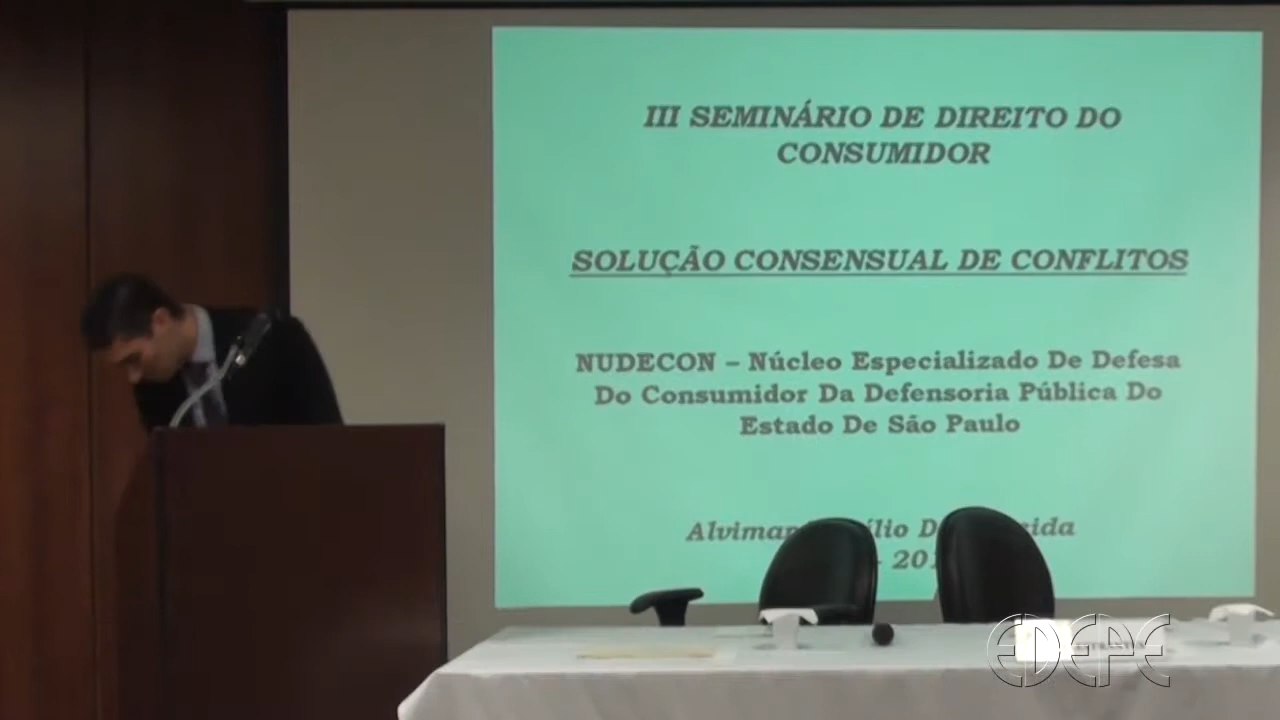 III SEMINÁRIO DE DIREITO DO
CONSUMIDOR
SOLUÇÃO CONSENSUAL DE CONFLITOS
NUDECON – Núcleo Especializado De Defesa
Do Consumidor Da Defensoria Pública Do
Estado De São Paulo
EDEPE